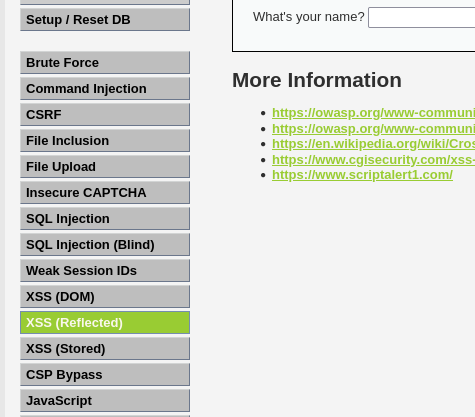 Setup / Reset DB
Brute Force
Command Injection
CSRF
File Inclusion
File Upload
Insecure CAPTCHA
SQL Injection
SQL Injection (Blind)
Weak Session IDs
XSS (DOM)
XSS (Reflected)
XSS (Stored)
CSP Bypass
JavaScript
What's your name?
More Information
https://owasp.org/www-communi
https://owasp.org/www-communi
https://en.wikipedia.org/wiki/Cros
https://www.cgisecurity.com/xss-
https://www.scriptalert1.com/